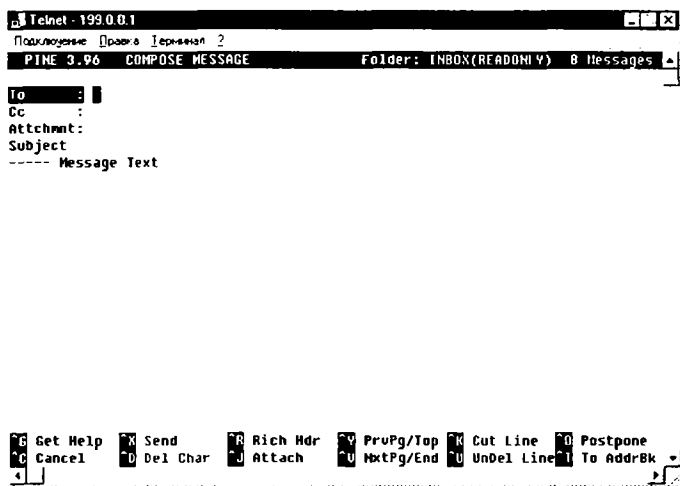 Telnet - 199.0.0.1
Подключение Правка Терминал ?
PINE 3.96 COMPOSE MESSAGE Folder: INBOX(READONLY) 8 Messages
To :
Cc :
Attchmnt:
Subject
----- Message Text
^G Get Help ^X Send ^R Rich Hdr ^Y PrvPg/Top ^K Cut Line ^O Postpone
^C Cancel ^D Del Char ^J Attach ^V NxtPg/End ^U UnDel Line ^T To AddrBk